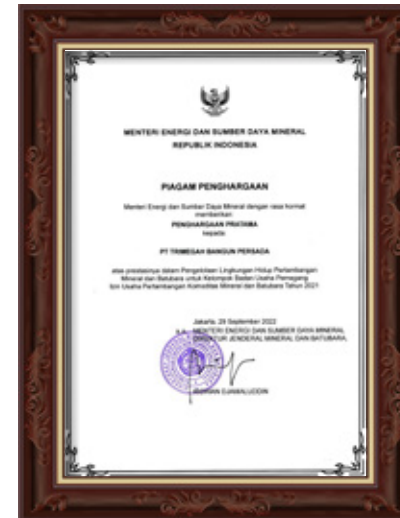 MENTERI ENERGI DAN SUMBER DAYA MINERAL
REPUBLIK INDONESIA
PIAGAM PENGHARGAAN
Menteri Energi dan Sumber Daya Mineral dengan rasa hormat
memberikan
PENGHARGAAN PRATAMA
kepada:
PT TRIMEGAH BANGUN PERSADA
atas prestasinya dalam Pengelolaan Lingkungan Hidup Pertambangan
Mineral dan Batubara untuk Kelompok Badan Usaha Pemegang
Izin Usaha Pertambangan Komoditas Mineral dan Batubara Tahun 2021
Jakarta, 29 September 2022
MENTERI ENERGI DAN SUMBER DAYA MINERAL
DIREKTUR JENDERAL MINERAL DAN BATUBARA,
DJAMALUDDIN